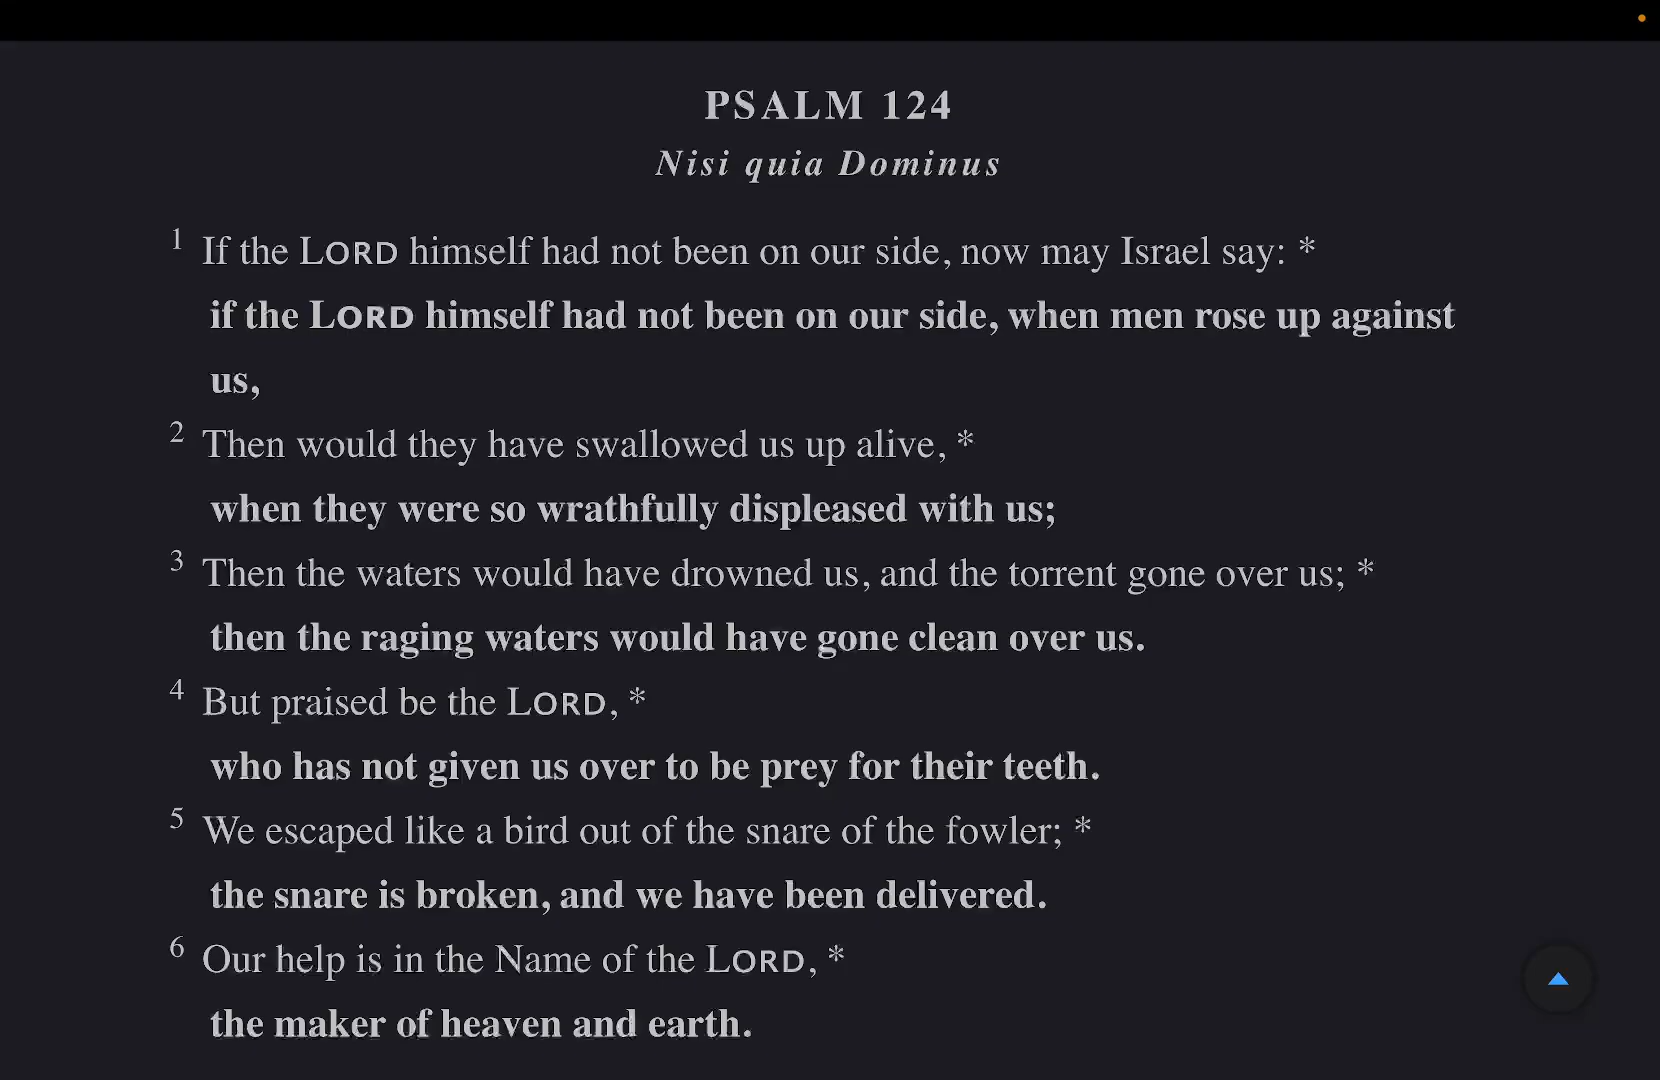 PSALM 124
Nisi quia Dominus
1 If the LORD himself had not been on our side, now may Israel say: *
if the LORD himself had not been on our side, when men rose up against
us,
2 Then would they have swallowed us up alive, *
when they were so wrathfully displeased with us;
3 Then the waters would have drowned us, and the torrent gone over us; *
then the raging waters would have gone clean over us.
4 But praised be the LORD, *
who has not given us over to be prey for their teeth.
5 We escaped like a bird out of the snare of the fowler; *
the snare is broken, and we have been delivered.
6 Our help is in the Name of the LORD, *
the maker of heaven and earth.